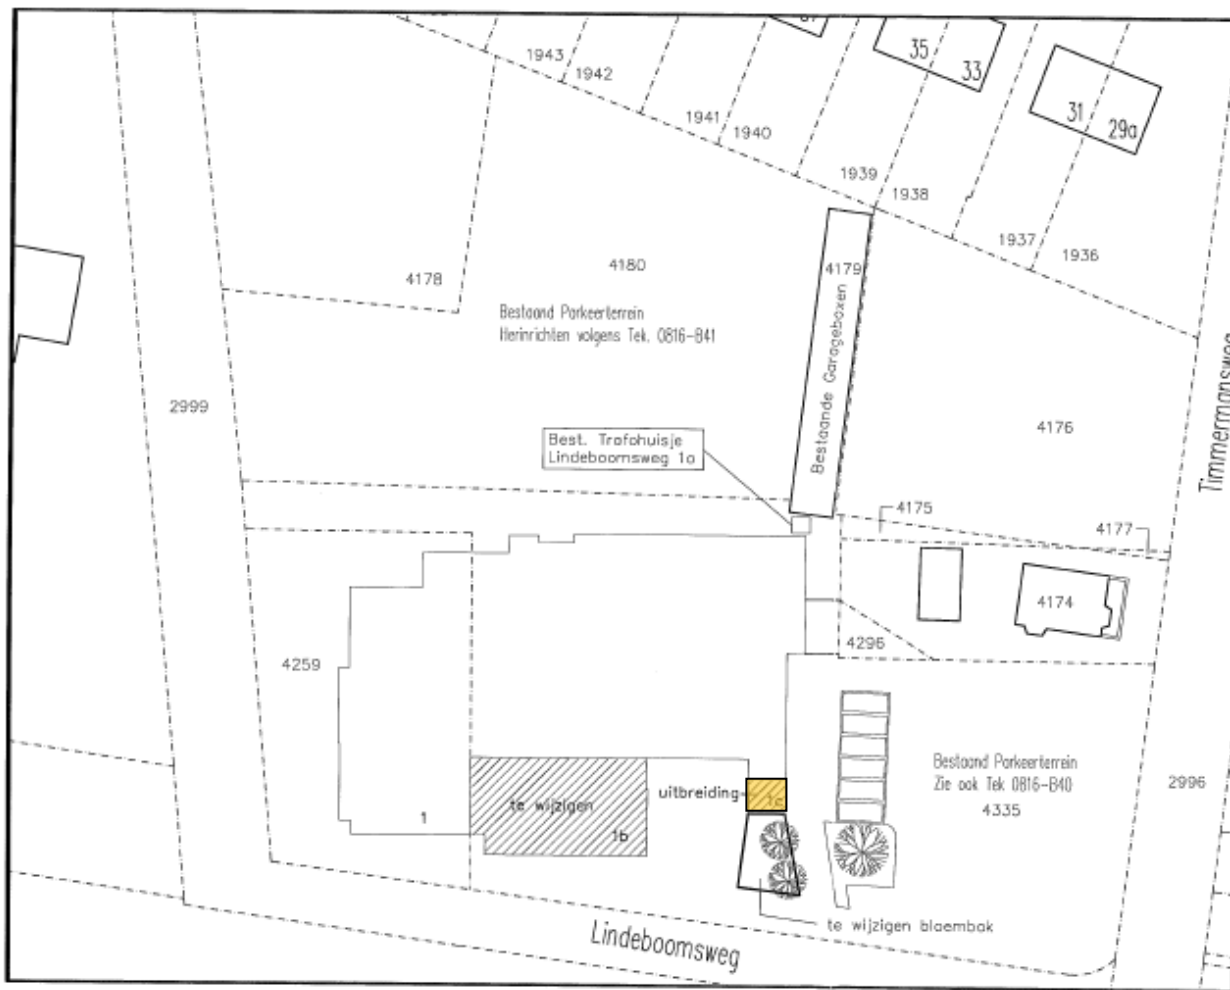 35
33
1943
1942
31
29a
1941
1940
1939
1938
1937
1936
4178
4180
4179
Bestaand Parkeerterrein
Herinrichten volgens Tek. 0816-B41
Bestaande Garageboxen
Timmermansweg
2999
4176
Best. Trafohuisje
Lindeboomsweg 1a
4175
4177
4174
4296
4259
Bestaand Parkeerterrein
Zie ook Tek 0816-B40
4335
2996
te wijzigen
uitbreiding
1c
1
1b
te wijzigen bloembak
Lindeboomsweg